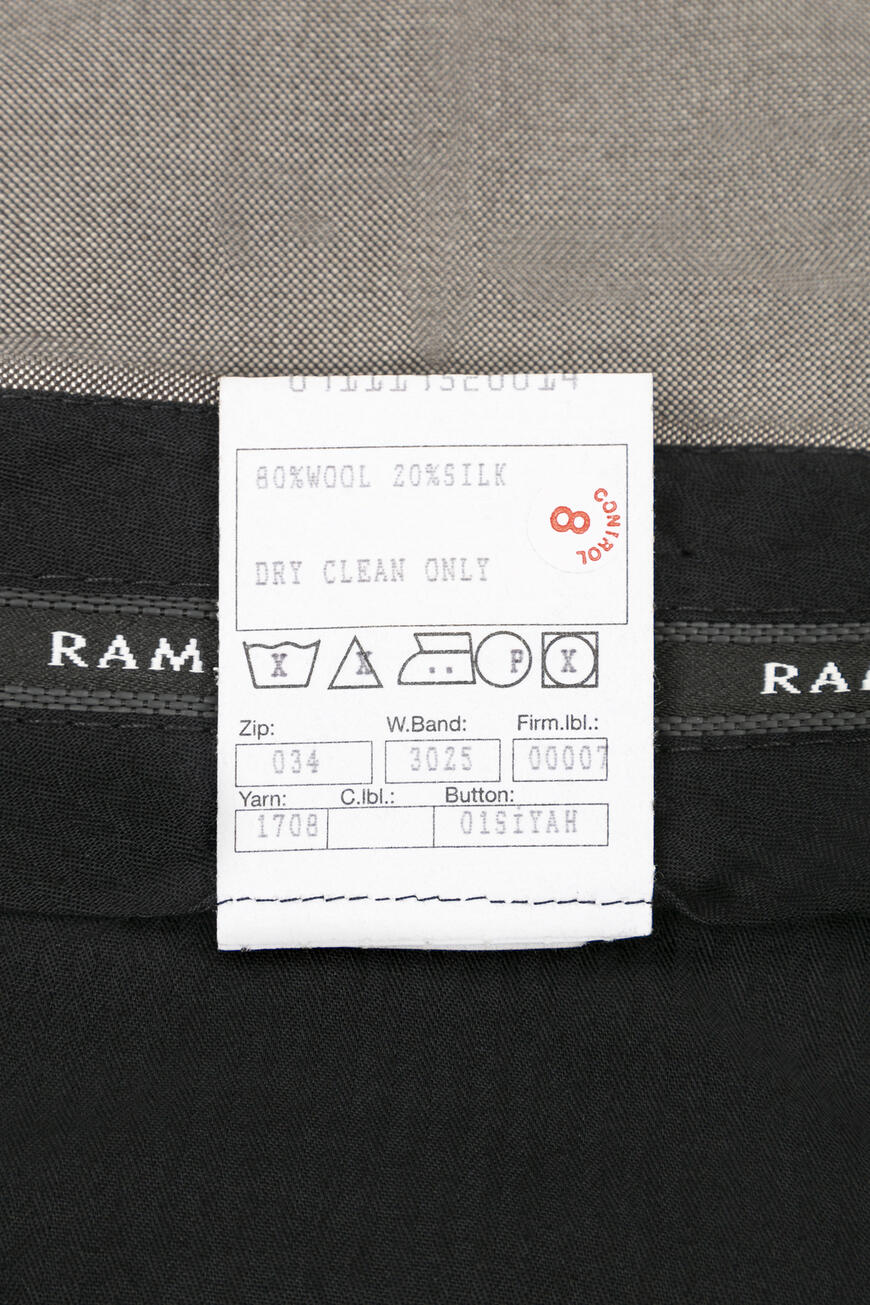 80%WOOL 20%SILK
8
CONTROL
DRY CLEAN ONLY
RAM
RA
X X .. P X
Zip: W.Band: Firm.lbl.:
034 3025 00007
Yarn: C.lbl.: Button:
1708 01SİYAH